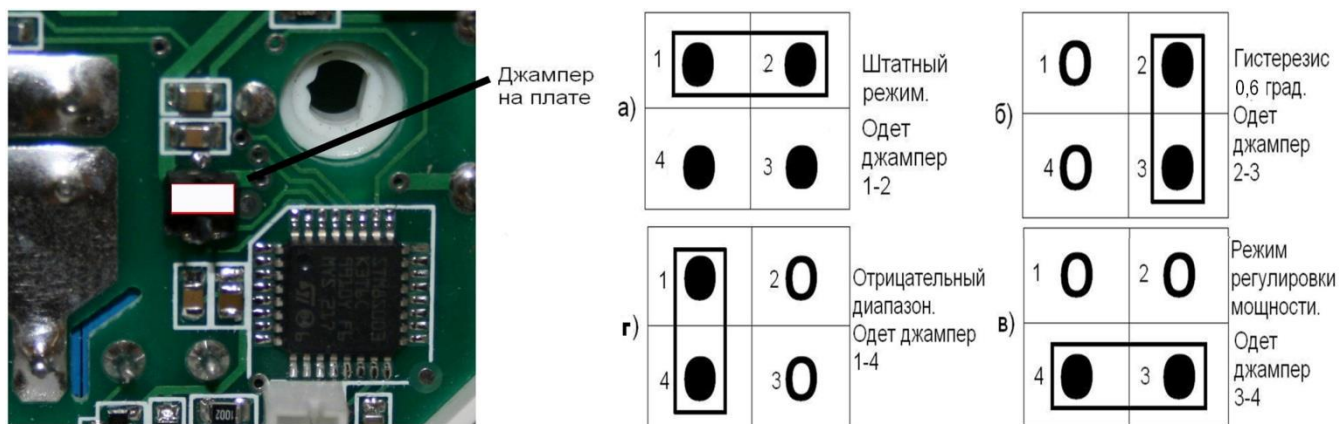 Джампер
на плате
а)
1
2
4
3
Штатный
режим.
Одет
джампер
1-2
б)
1
2
4
3
Гистерезис
0,6 град.
Одет
джампер
2-3
г)
1
2
4
3
Отрицательный
диапазон.
Одет джампер
1-4
в)
1
2
4
3
Режим
регулировки
мощности.
Одет
джампер
3-4
1002